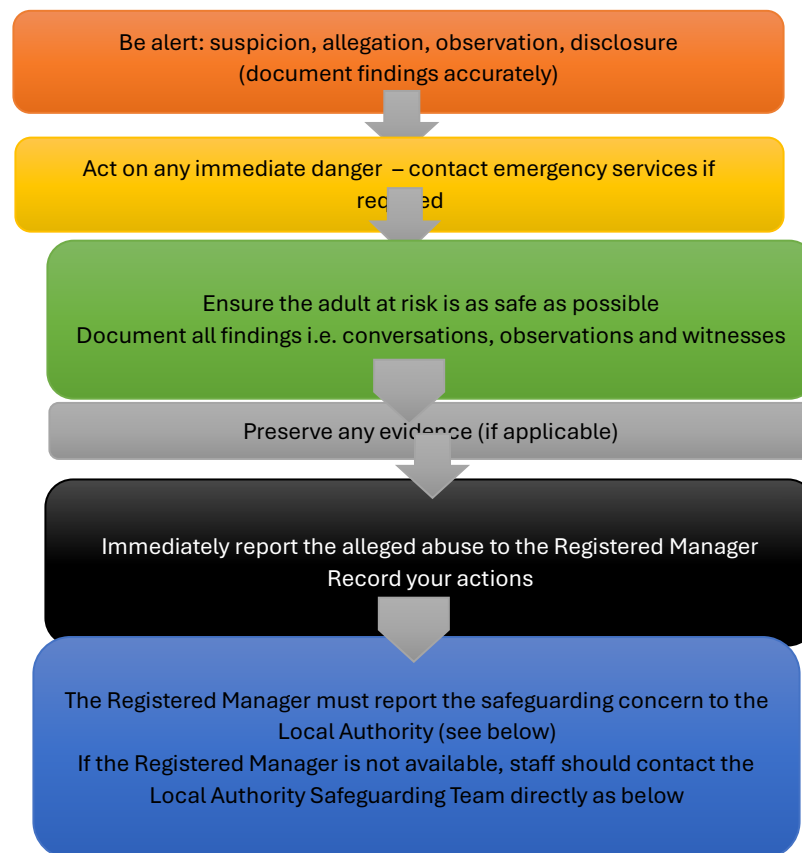 Be alert: suspicion, allegation, observation, disclosure
(document findings accurately)
Act on any immediate danger – contact emergency services if
required
Ensure the adult at risk is as safe as possible
Document all findings i.e. conversations, observations and witnesses
Preserve any evidence (if applicable)
Immediately report the alleged abuse to the Registered Manager
Record your actions
The Registered Manager must report the safeguarding concern to the
Local Authority (see below)
If the Registered Manager is not available, staff should contact the
Local Authority Safeguarding Team directly as below